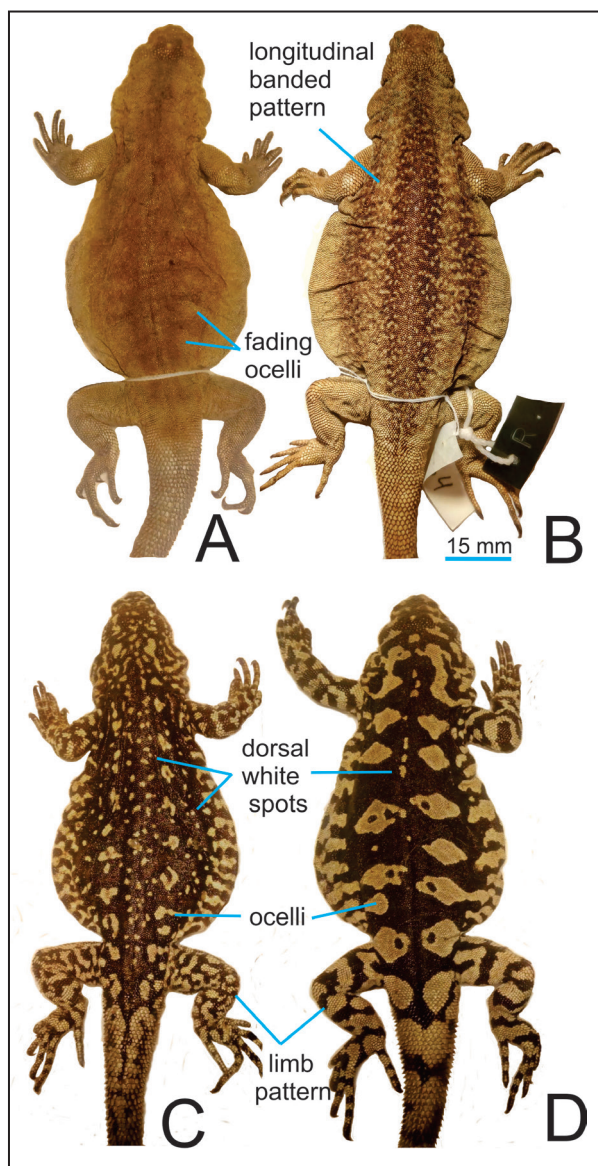 longitudinal
banded
pattern
fading
ocelli
A
R.
h
B
15 mm
dorsal
white
spots
ocelli
limb
pattern
C
D